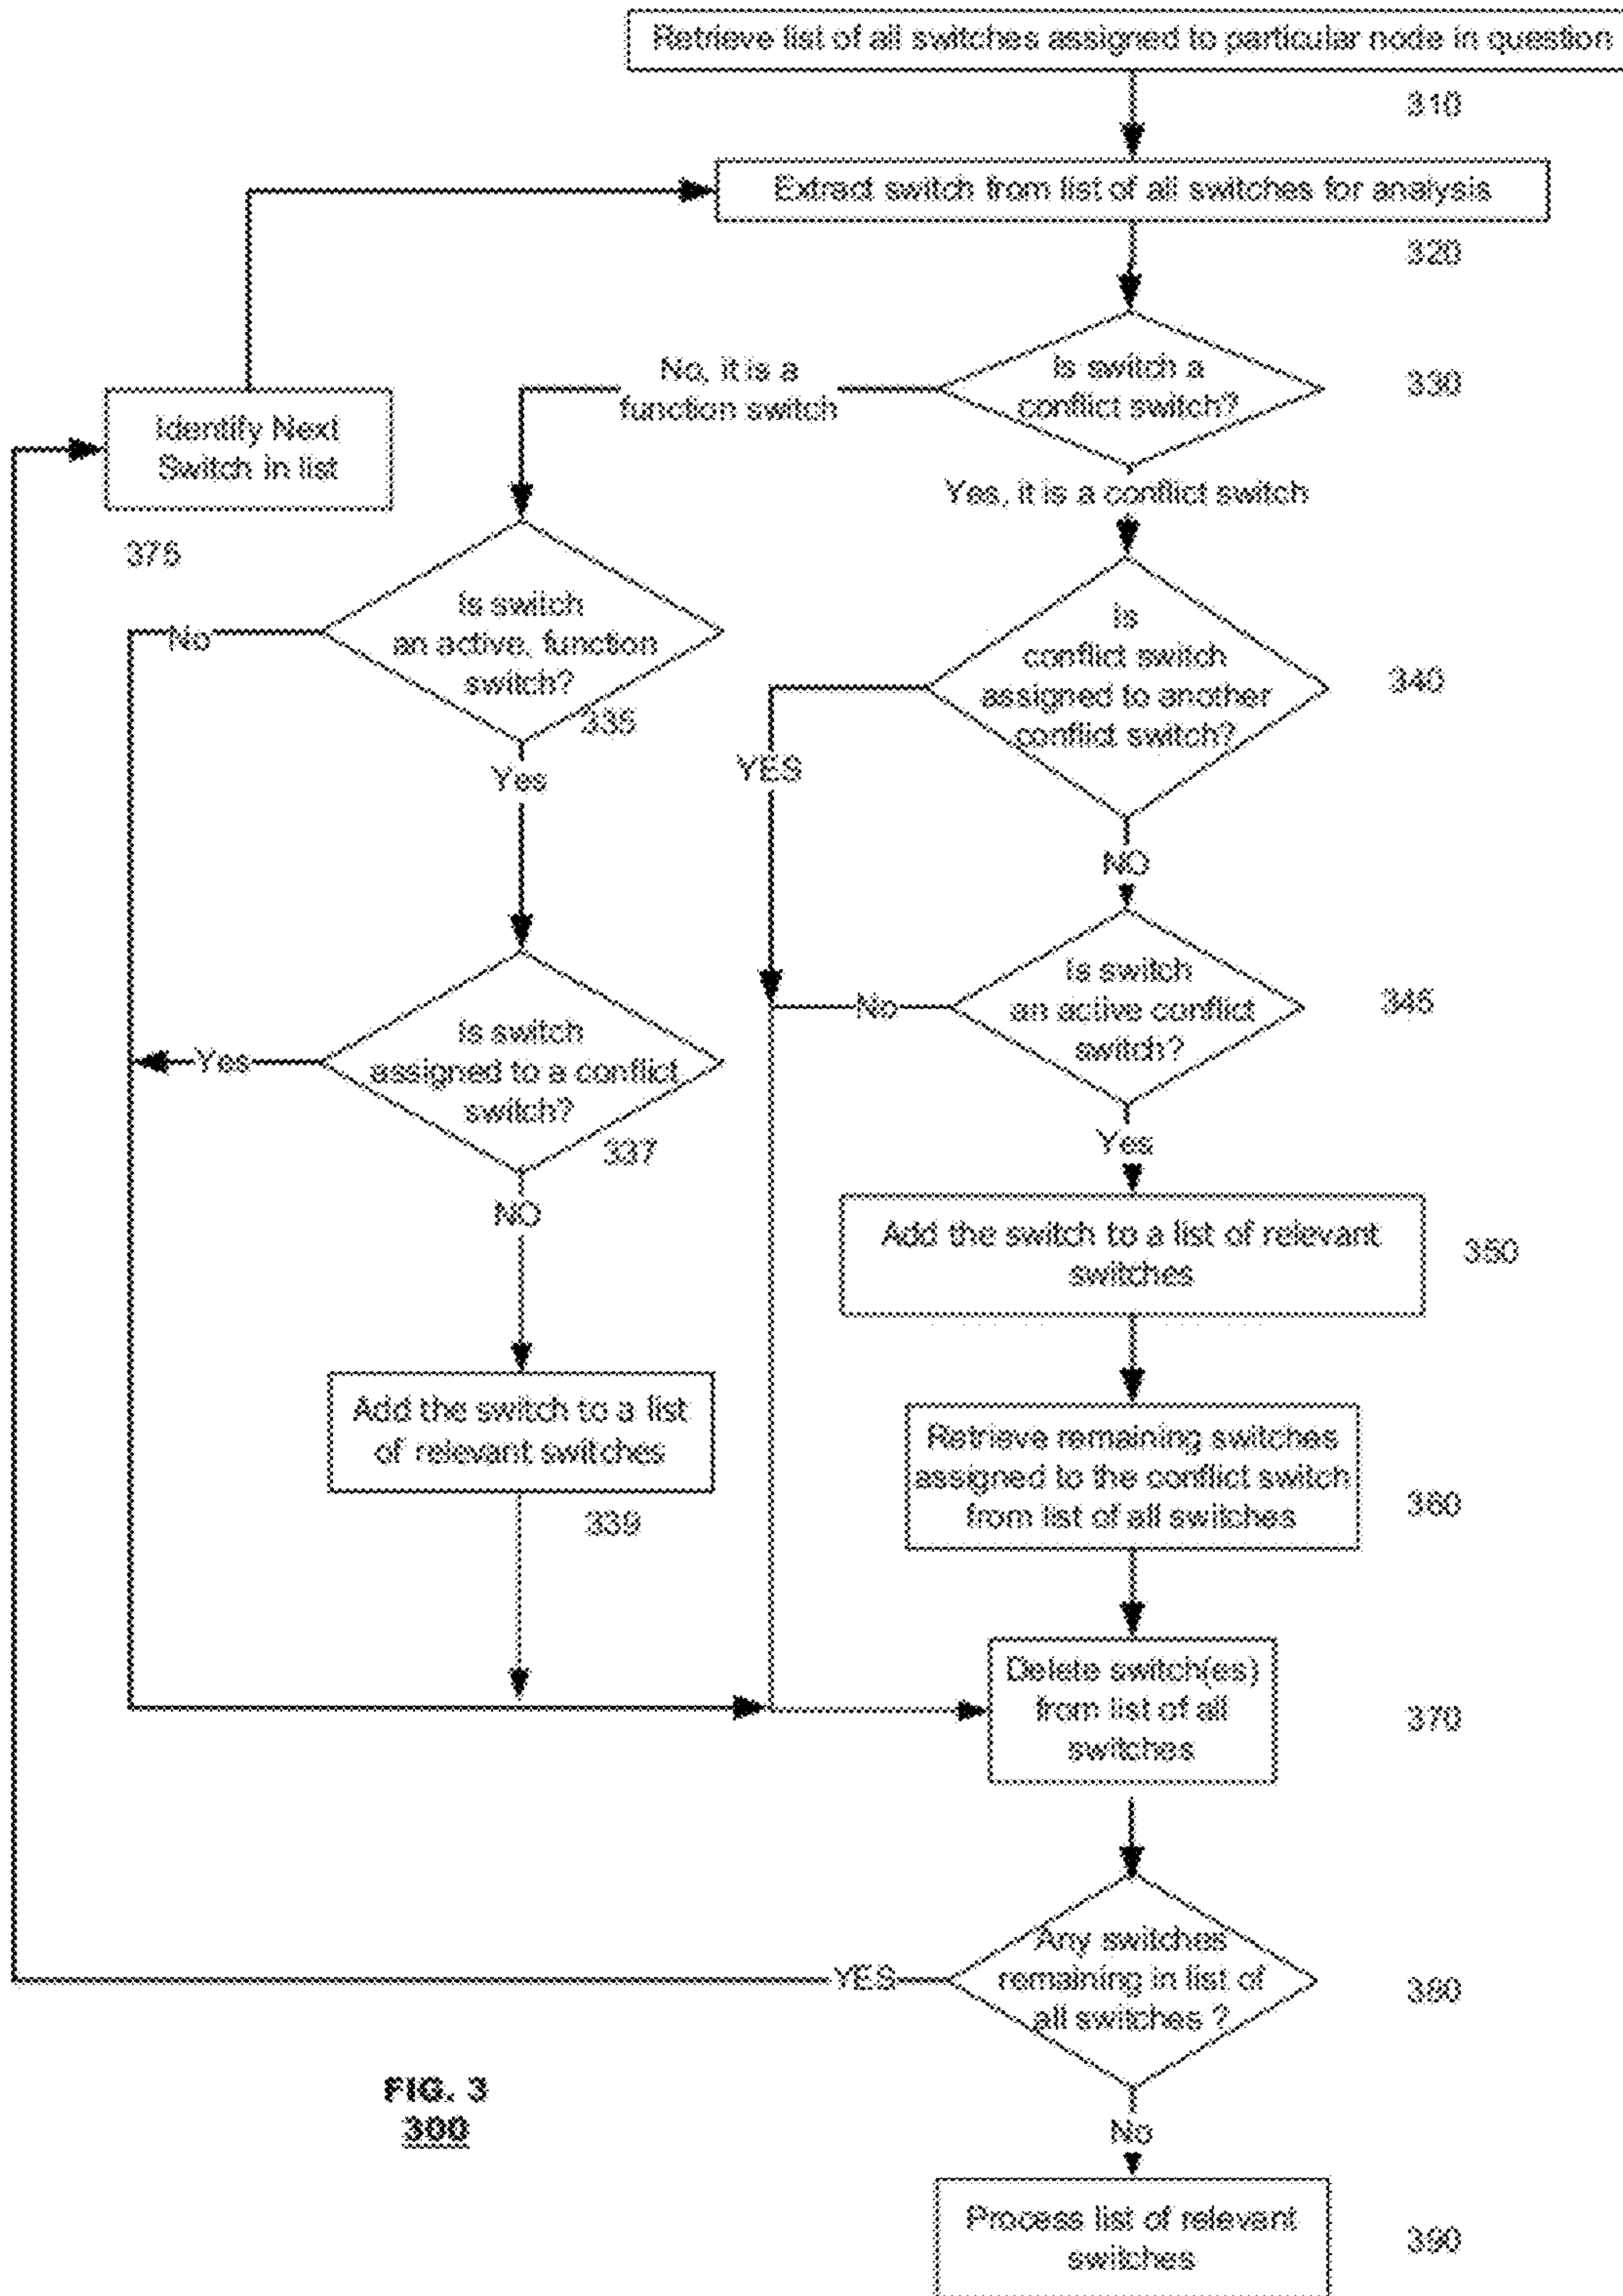 Retrieve list of all switches assigned to particular node in question
310
Extract switch from list of all switches for analysis
320
Is switch a
conflict switch?
330
No, it is a
function switch
Yes, it is a conflict switch
Identify Next
Switch in list
375
Is switch
an active, function
switch?
335
No
Yes
is
conflict switch
assigned to another
conflict switch?
340
YES
NO
Is switch
an active conflict
switch?
345
No
Yes
Is switch
assigned to a conflict
switch?
337
Yes
NO
Add the switch to a list of relevant
switches
350
Add the switch to a list
of relevant switches
339
Retrieve remaining switches
assigned to the conflict switch
from list of all switches
360
Delete switch(es)
from list of all
switches
370
Any switches
remaining in list of
all switches ?
380
YES
No
FIG. 3
300
Process list of relevant
switches
390